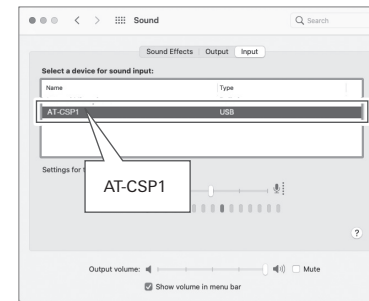 Sound
Search
Sound Effects
Output
Input
Select a device for sound input:
Name
Type
AT-CSP1
USB
Settings for
AT-CSP1
?
Output volume:
Mute
Show volume in menu bar